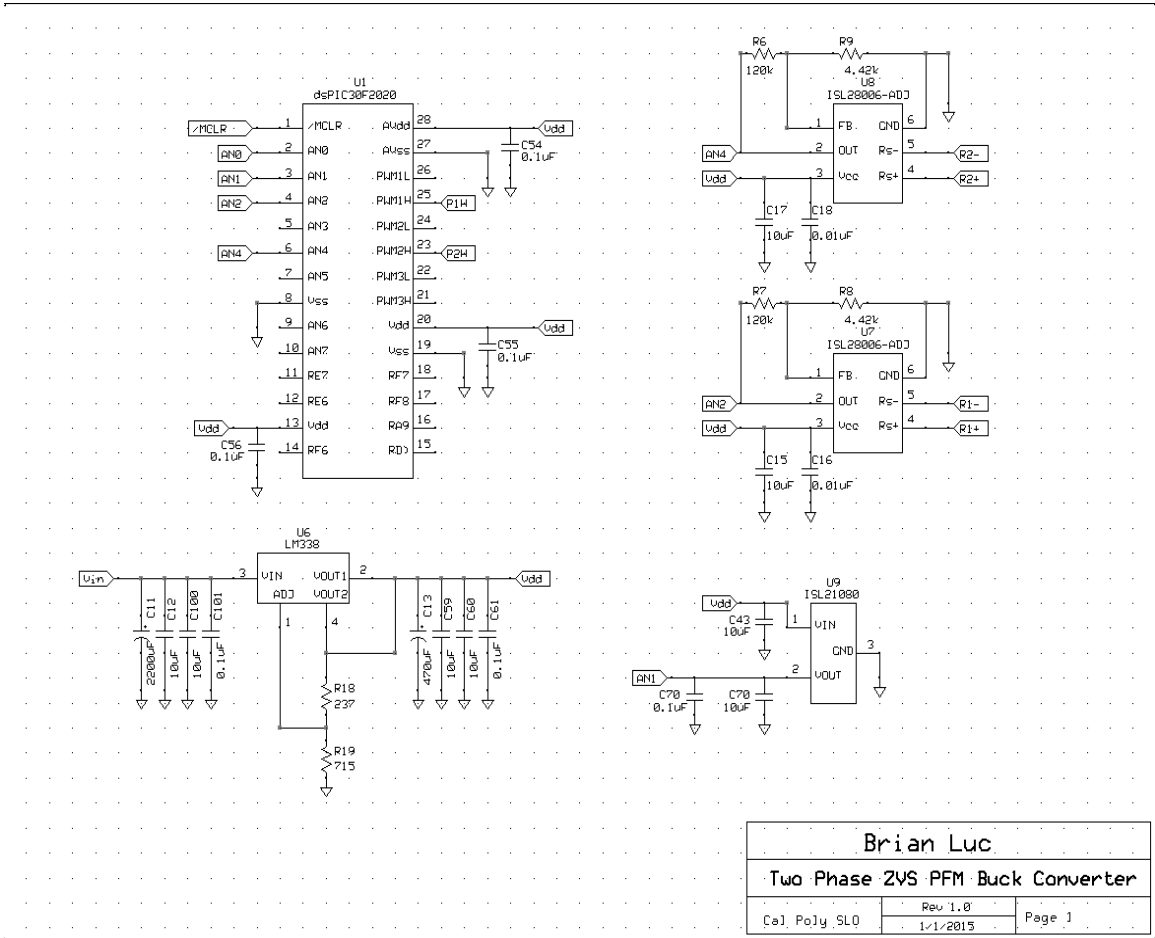 U1
dsPIC30F2020
/MCLR 1 /MCLR AVdd 28 Vdd
C54
0.1uF
AN0 2 AN0 AVss 27
AN1 3 AN1 PWM1L 26
AN2 4 AN2 PWM1H 25 P1H
5 AN3 PWM2L 24
AN4 6 AN4 PWM2H 23 P2H
7 AN5 PWM3L 22
8 Vss PWM3H 21
9 AN6 Vdd 20 Vdd
C55
0.1uF
10 AN7 Vss 19
11 RE7 RF7 18
12 RE6 RF8 17
Vdd 13 Vdd RA9 16
C56
0.1uF
14 RF6 15
R6
120k
R9
4.42k
U8
ISL28006-ADJ
1 FB GND 6
AN4 2 OUT Rs- 5 R2-
Vdd 3 Vcc Rs+ 4 R2+
C17
10uF
C18
0.01uF
R7
120k
R8
4.42k
U7
ISL28006-ADJ
1 FB GND 6
AN2 2 OUT Rs- 5 R1-
Vdd 3 Vcc Rs+ 4 R1+
C15
10uF
C16
0.01uF
U6
LM338
Vin 3 VIN VOUT1 2 Vdd
ADJ VOUT2
1 4
C11
2200uF
C12
10uF
C100
10uF
C101
0.1uF
C13
470uF
C59
10uF
C60
10uF
C61
0.1uF
R18
237
R19
715
U9
ISL21080
Vdd 1 VIN
C43
10uF
GND 3
AN1 2 VOUT
C70
0.1uF
C70
10uF
Brian Luc
Two Phase ZVS PFM Buck Converter
Cal Poly SLO
Rev 1.0
1/1/2015
Page 1